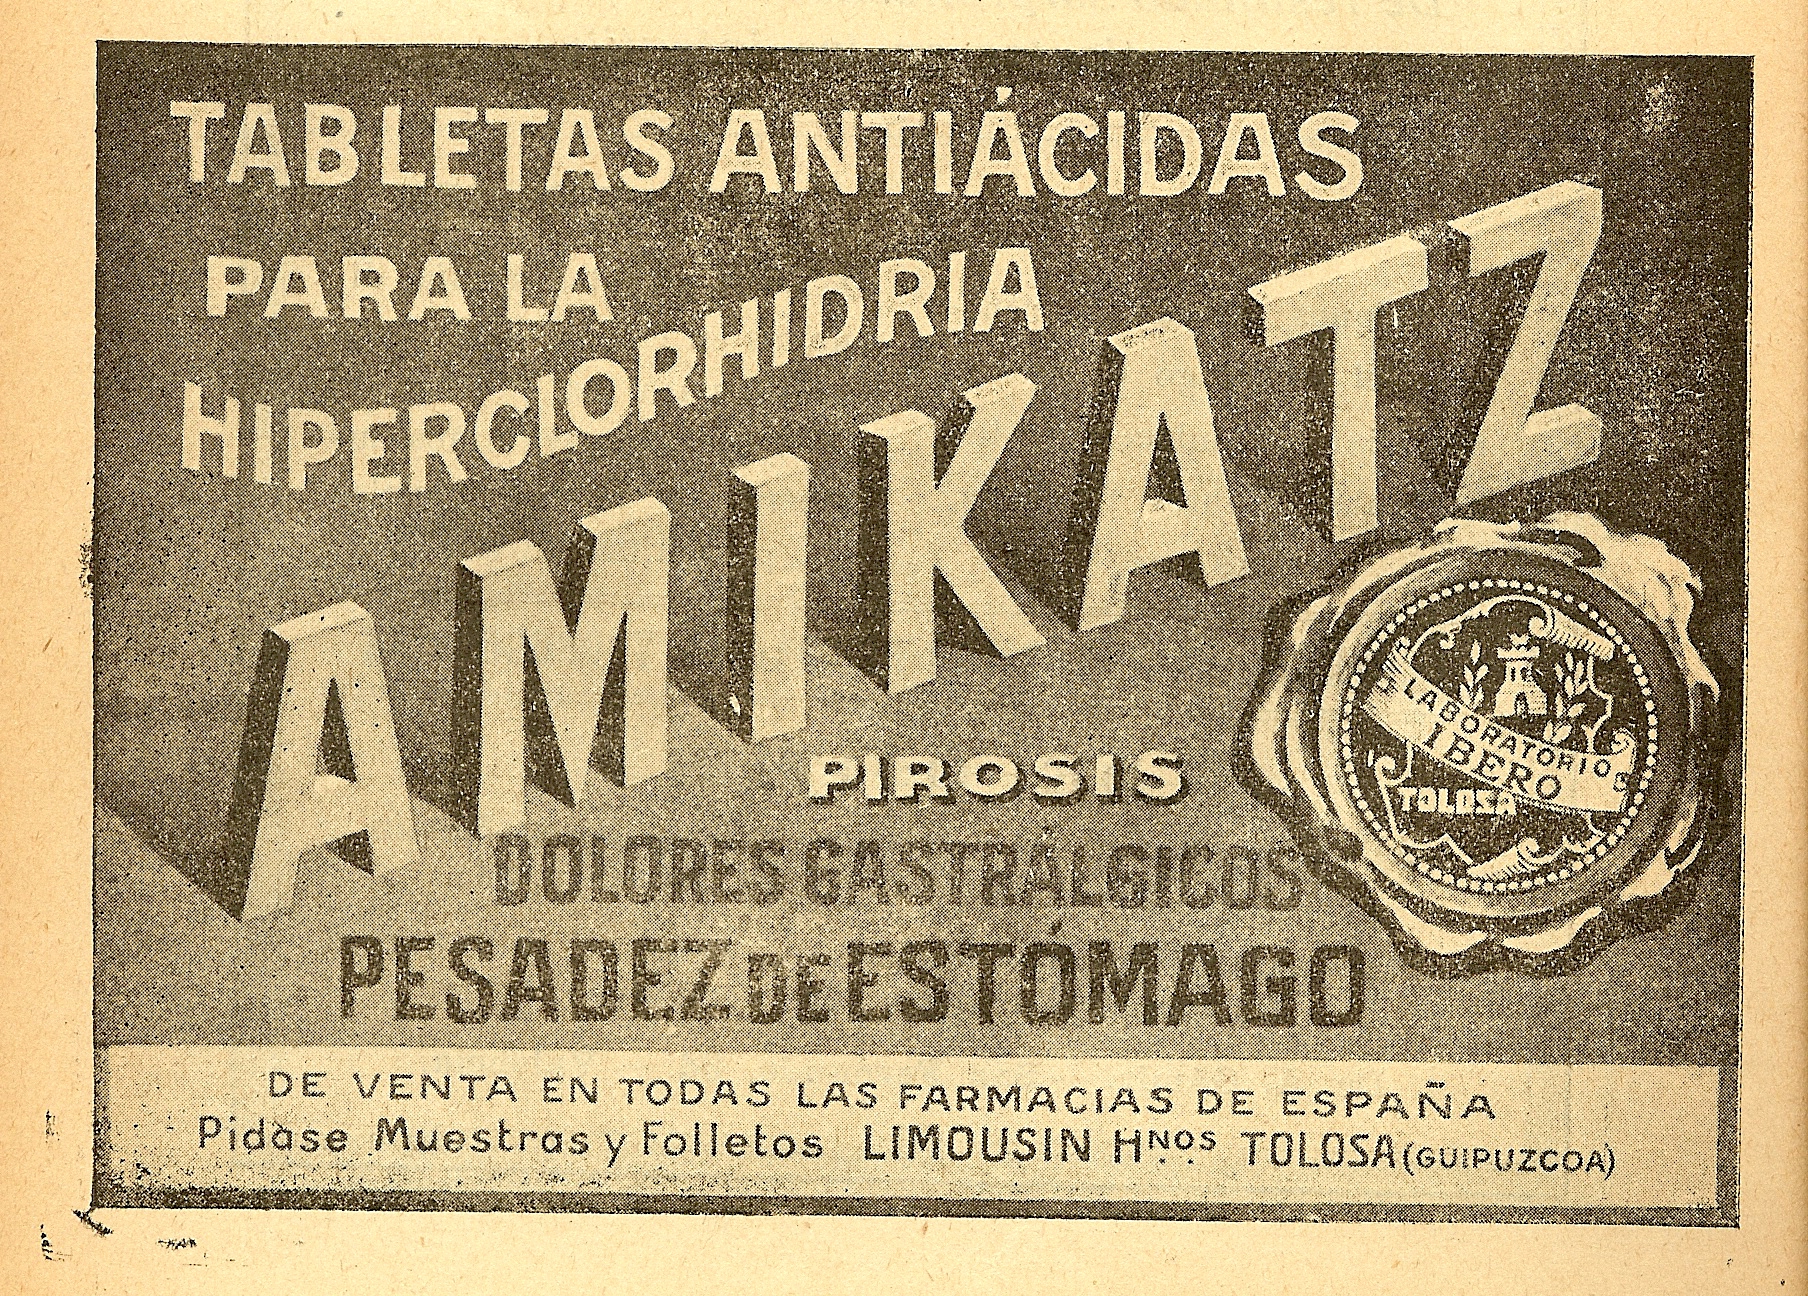 TABLETAS ANTIÁCIDAS
PARA LA
HIPERCLORHIDRIA
AMIKATZ
PIROSIS
DOLORES GASTRÁLGICOS
PESADEZ DE ESTÓMAGO
LABORATORIO
IBERO
TOLOSA
DE VENTA EN TODAS LAS FARMACIAS DE ESPAÑA
Pidase Muestras y Folletos LIMOUSIN HNOS TOLOSA (GUIPUZCOA)